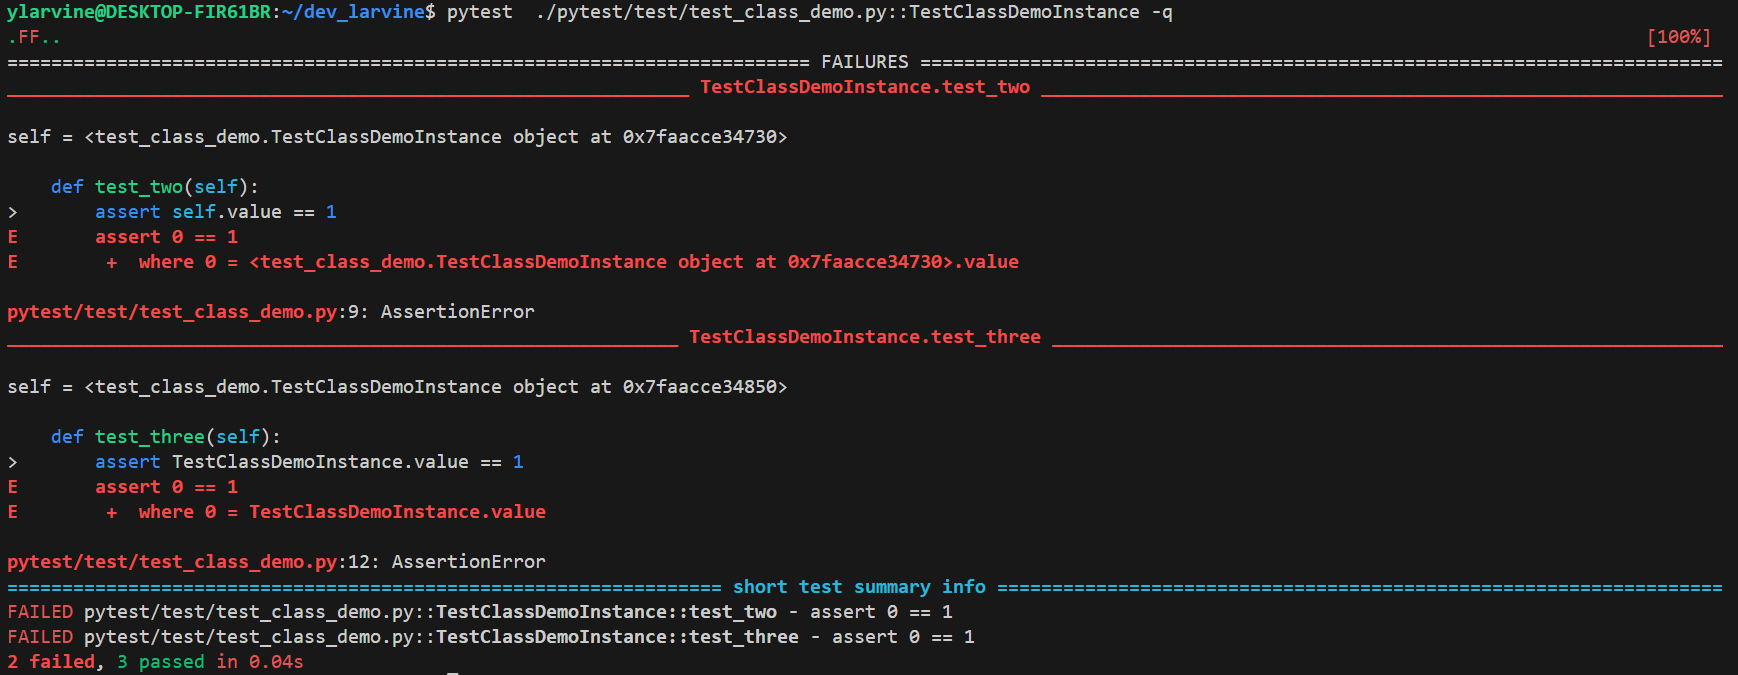 ylarvine@DESKTOP-FIR61BR:~/dev_larvine$ pytest  ./pytest/test/test_class_demo.py::TestClassDemoInstance -q
.FF.. [100%]
========================================================================= FAILURES =========================================================================
______________________________________________________________ TestClassDemoInstance.test_two ______________________________________________________________
self = <test_class_demo.TestClassDemoInstance object at 0x7faacce34730>
    def test_two(self):
>       assert self.value == 1
E       assert 0 == 1
E        +  where 0 = <test_class_demo.TestClassDemoInstance object at 0x7faacce34730>.value
pytest/test/test_class_demo.py:9: AssertionError
_____________________________________________________________ TestClassDemoInstance.test_three _____________________________________________________________
self = <test_class_demo.TestClassDemoInstance object at 0x7faacce34850>
    def test_three(self):
>       assert TestClassDemoInstance.value == 1
E       assert 0 == 1
E        +  where 0 = TestClassDemoInstance.value
pytest/test/test_class_demo.py:12: AssertionError
================================================================= short test summary info ==================================================================
FAILED pytest/test/test_class_demo.py::TestClassDemoInstance::test_two - assert 0 == 1
FAILED pytest/test/test_class_demo.py::TestClassDemoInstance::test_three - assert 0 == 1
2 failed, 3 passed in 0.04s